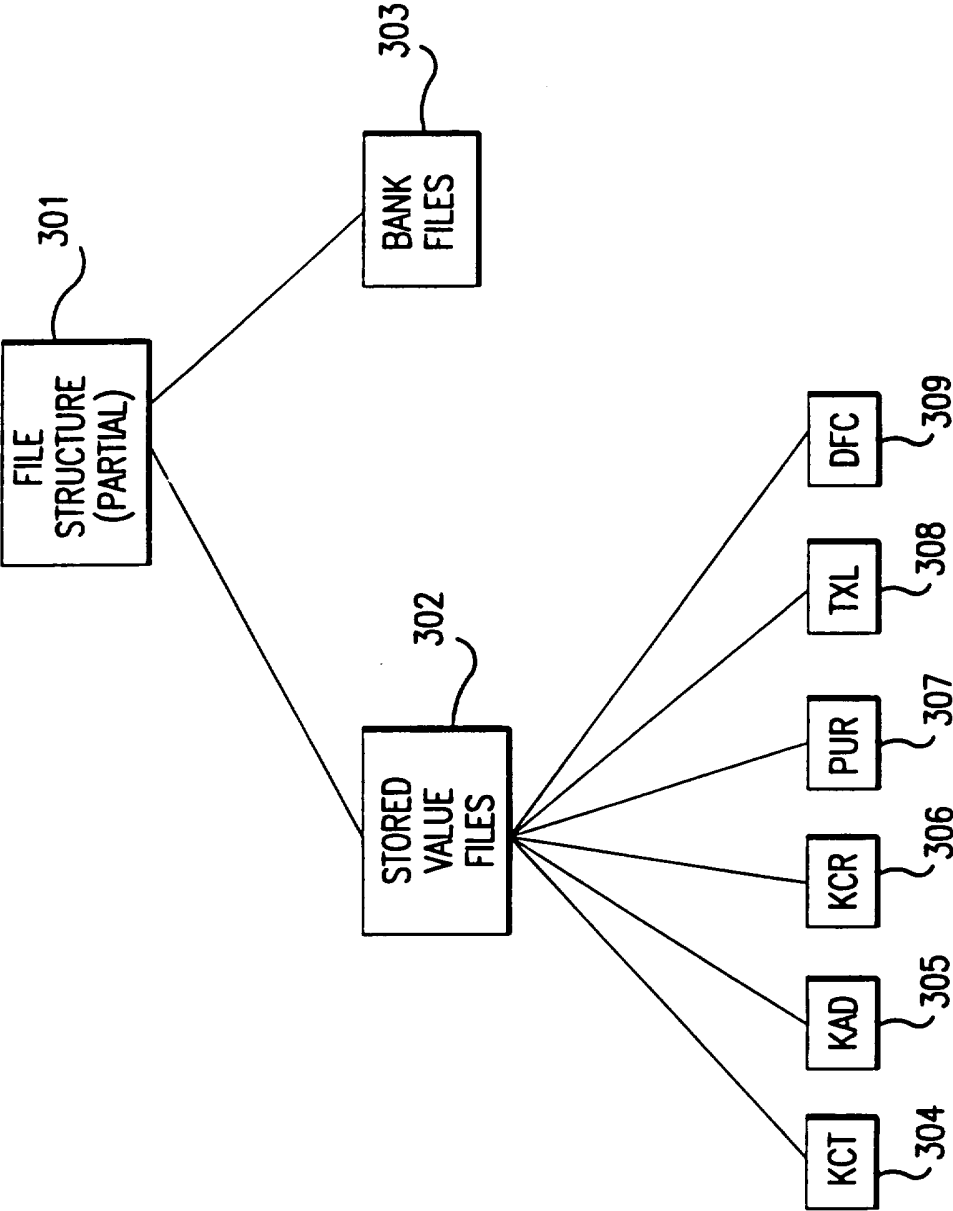 FILE
STRUCTURE
(PARTIAL)
301
STORED
VALUE
FILES
302
BANK
FILES
303
KCT
304
KAD
305
KCR
306
PUR
307
TXL
308
DFC
309